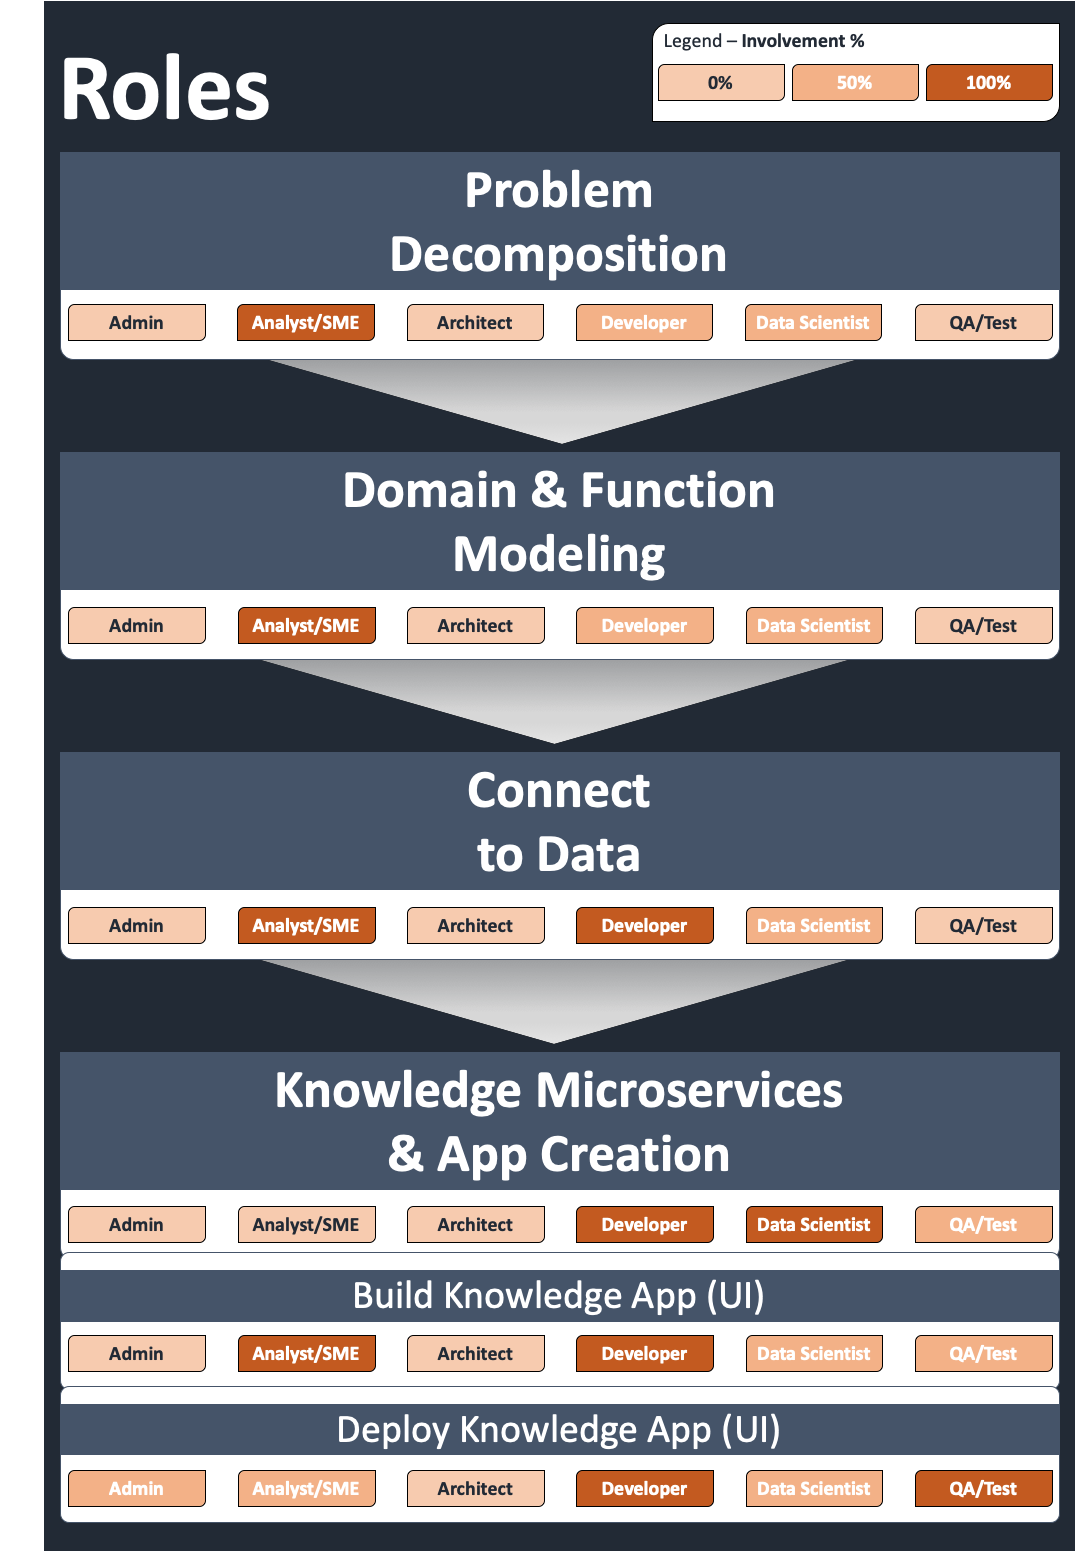 Roles
Legend – Involvement %
0% 50% 100%
Problem
Decomposition
Admin Analyst/SME Architect Developer Data Scientist QA/Test
Domain & Function
Modeling
Admin Analyst/SME Architect Developer Data Scientist QA/Test
Connect
to Data
Admin Analyst/SME Architect Developer Data Scientist QA/Test
Knowledge Microservices
& App Creation
Admin Analyst/SME Architect Developer Data Scientist QA/Test
Build Knowledge App (UI)
Admin Analyst/SME Architect Developer Data Scientist QA/Test
Deploy Knowledge App (UI)
Admin Analyst/SME Architect Developer Data Scientist QA/Test